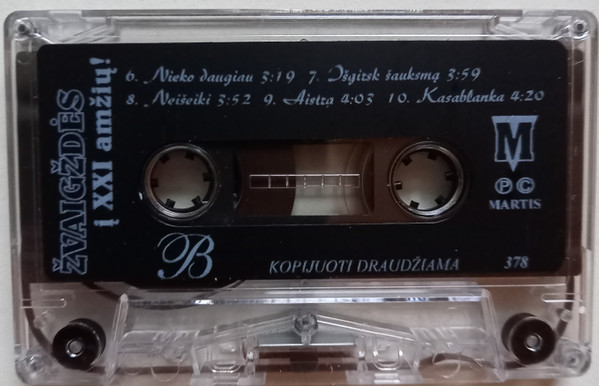 ŽVAIGŽDĖS
į XXI amžių!
6. Nieko daugiau 3:19 7. Išgirsk šauksmą 3:59
8. Neišeiki 3:52 9. Aistra 4:03 10. Kasablanka 4:20
M
Ⓟ Ⓒ
MARTIS
B
KOPIJUOTI DRAUDŽIAMA
378